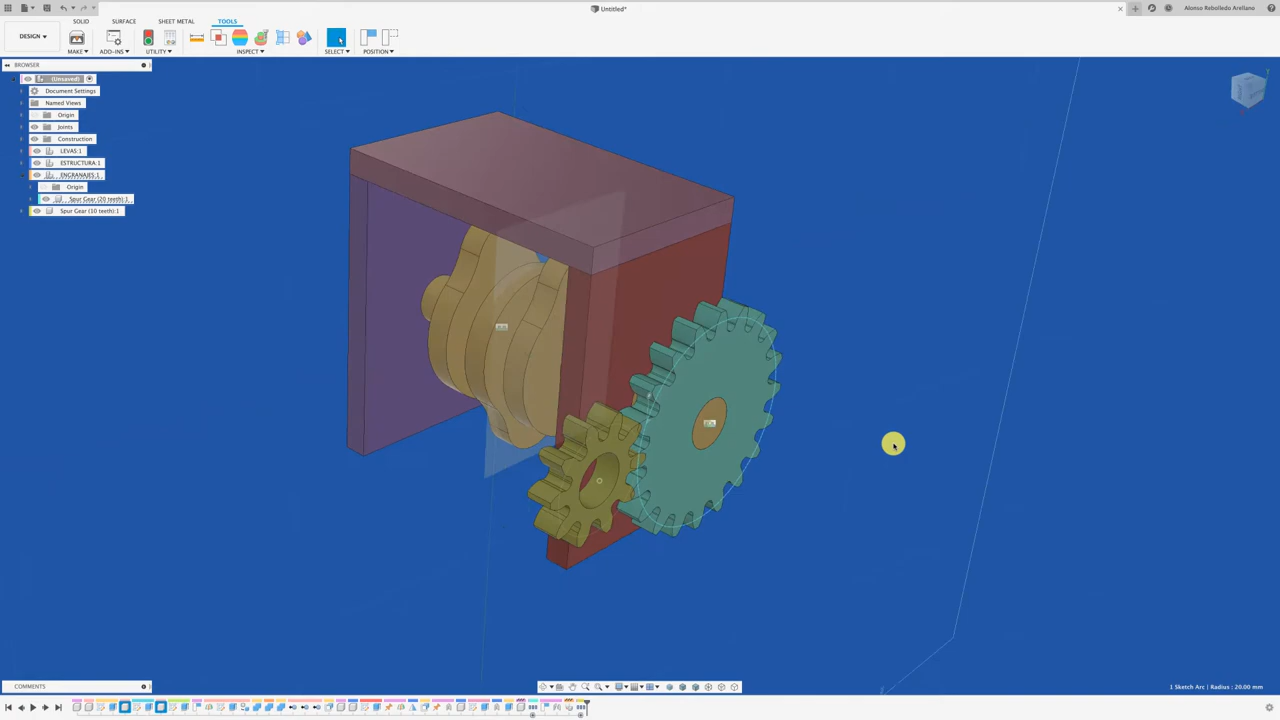 Untitled*
Alonso Rebolledo Arellano
SOLID SURFACE SHEET METAL TOOLS
DESIGN ▾
MAKE ▾ ADD-INS ▾ UTILITY ▾ INSPECT ▾ SELECT ▾ POSITION ▾
BROWSER
(Unsaved)
Document Settings
Named Views
Origin
Joints
Construction
LEVAS:1
ESTRUCTURA:1
ENGRANAJES:1
Origin
Spur Gear (20 teeth):1
Spur Gear (10 teeth):1
COMMENTS
1 Sketch Arc | Radius : 20.00 mm